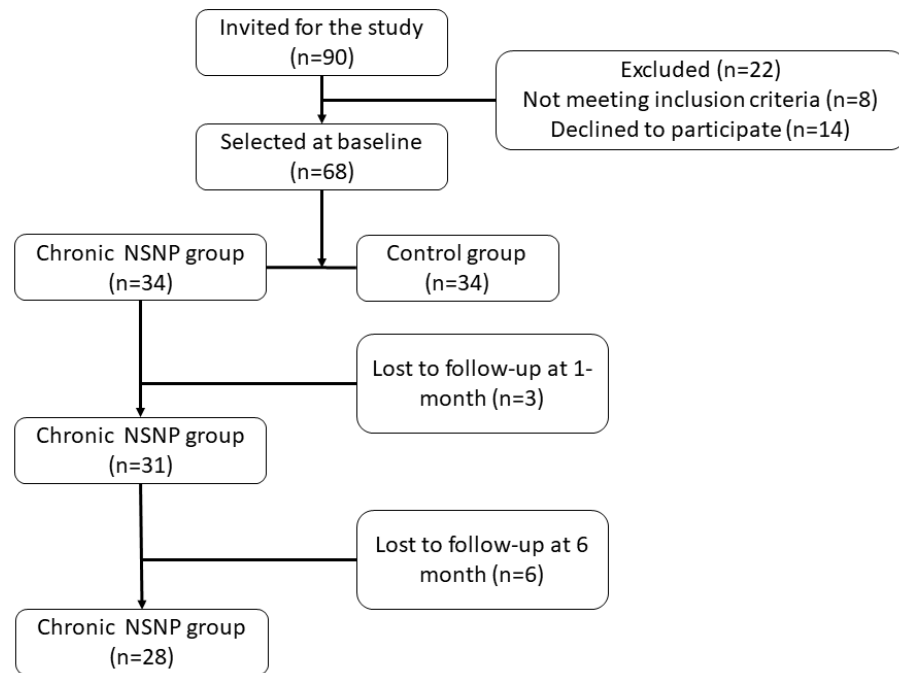 Invited for the study
(n=90)
Excluded (n=22)
Not meeting inclusion criteria (n=8)
Declined to participate (n=14)
Selected at baseline
(n=68)
Chronic NSNP group
(n=34)
Control group
(n=34)
Lost to follow-up at 1-
month (n=3)
Chronic NSNP group
(n=31)
Lost to follow-up at 6
month (n=6)
Chronic NSNP group
(n=28)